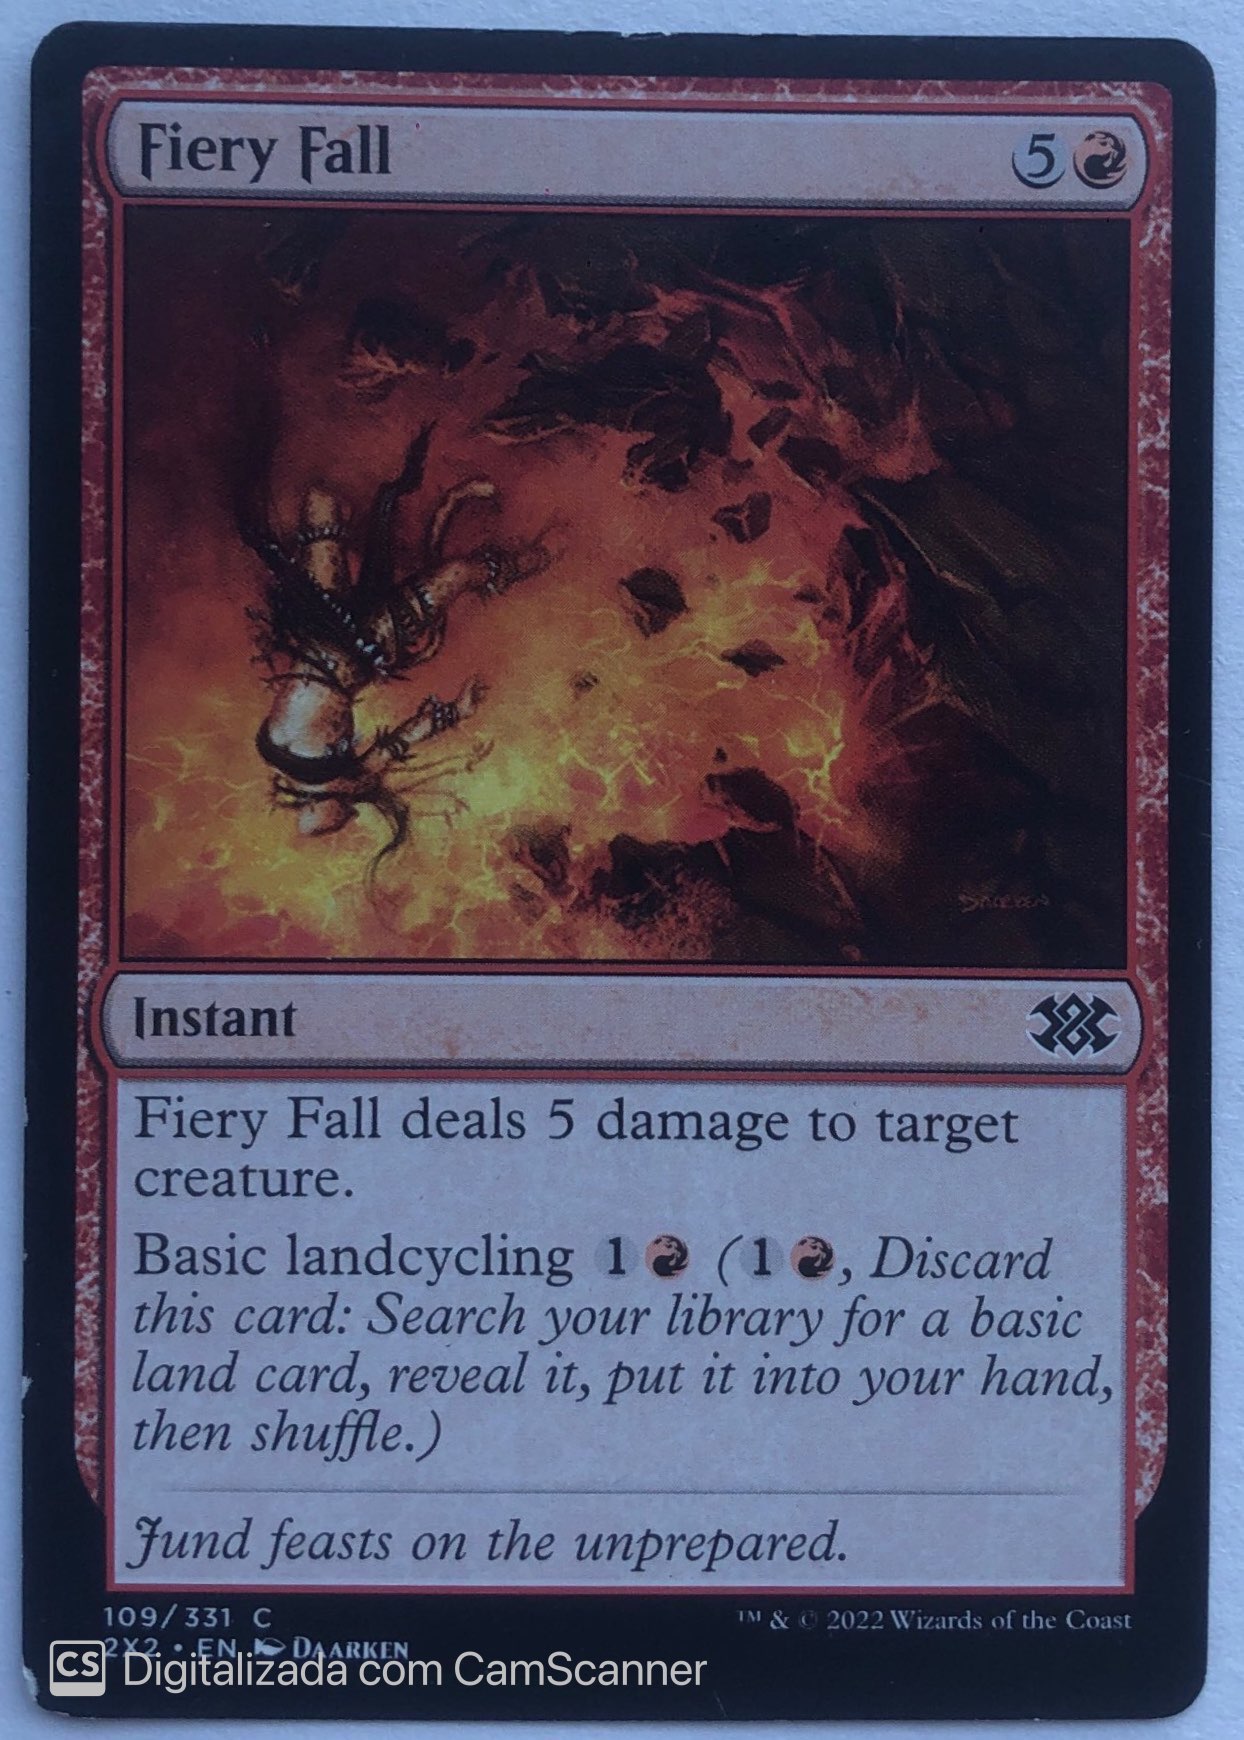 Fiery Fall
5
DAARKEN
Instant
Fiery Fall deals 5 damage to target
creature.
Basic landcycling 1 (1, Discard
this card: Search your library for a basic
land card, reveal it, put it into your hand,
then shuffle.)
Jund feasts on the unprepared.
109/331 C
™ & © 2022 Wizards of the Coast
2X2 • EN DAARKEN
CS Digitalizada com CamScanner